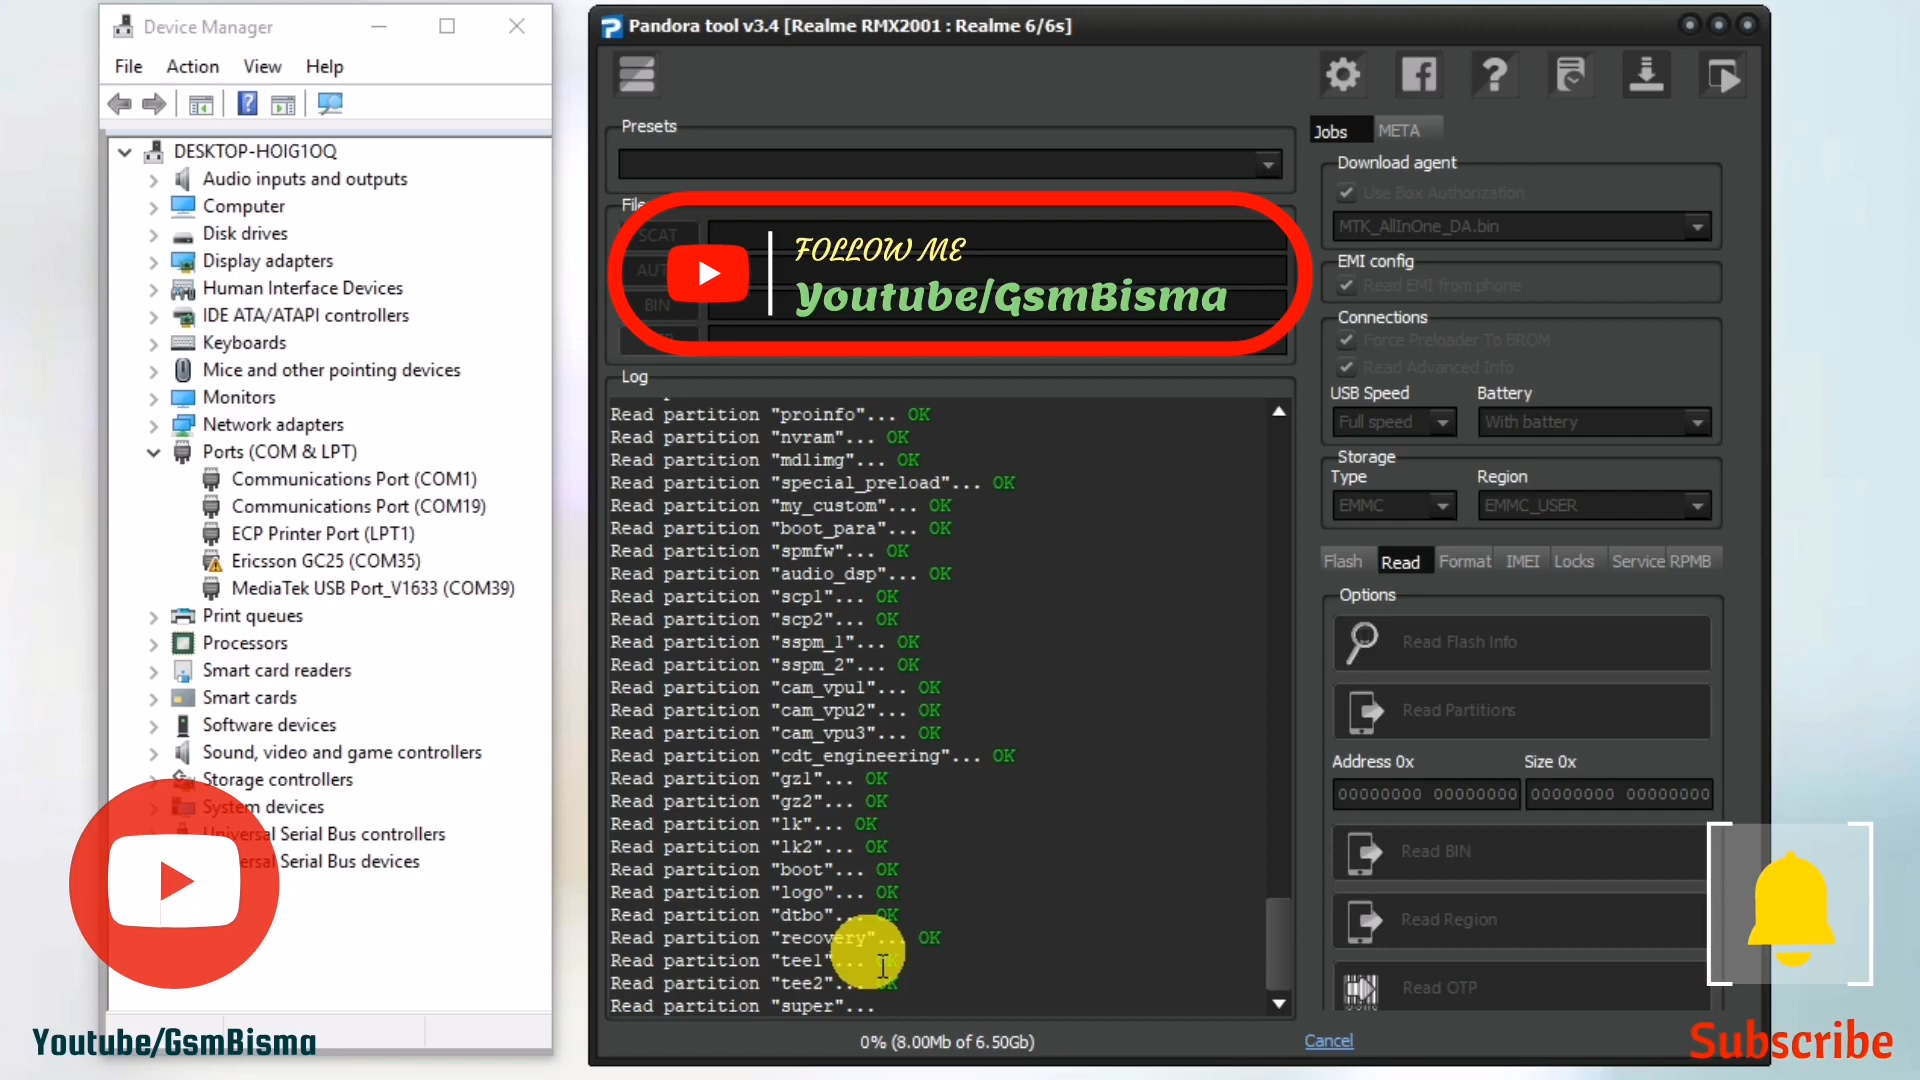 Device Manager
File Action View Help
DESKTOP-HOIG1OQ
Audio inputs and outputs
Computer
Disk drives
Display adapters
Human Interface Devices
IDE ATA/ATAPI controllers
Keyboards
Mice and other pointing devices
Monitors
Network adapters
Ports (COM & LPT)
Communications Port (COM1)
Communications Port (COM19)
ECP Printer Port (LPT1)
Ericsson GC25 (COM35)
MediaTek USB Port_V1633 (COM39)
Print queues
Processors
Smart card readers
Smart cards
Software devices
Sound, video and game controllers
Storage controllers
System devices
Universal Serial Bus controllers
Serial Bus devices
Youtube/GsmBisma
Pandora tool v3.4 [Realme RMX2001 : Realme 6/6s]
Presets
File
SCAT
AUT
BIN
FOLLOW ME
Youtube/GsmBisma
Log
Read partition "proinfo"... OK
Read partition "nvram"... OK
Read partition "mdlimg"... OK
Read partition "special_preload"... OK
Read partition "my_custom"... OK
Read partition "boot_para"... OK
Read partition "spmfw"... OK
Read partition "audio_dsp"... OK
Read partition "scp1"... OK
Read partition "scp2"... OK
Read partition "sspm_1"... OK
Read partition "sspm_2"... OK
Read partition "cam_vpu1"... OK
Read partition "cam_vpu2"... OK
Read partition "cam_vpu3"... OK
Read partition "cdt_engineering"... OK
Read partition "gz1"... OK
Read partition "gz2"... OK
Read partition "lk"... OK
Read partition "lk2"... OK
Read partition "boot"... OK
Read partition "logo"... OK
Read partition "dtbo"... OK
Read partition "recovery"... OK
Read partition "tee1"... OK
Read partition "tee2"... OK
Read partition "super"...
0% (8.00Mb of 6.50Gb)
Cancel
Jobs META
Download agent
Use Box Authorization
MTK_AllInOne_DA.bin
EMI config
Read EMI from phone
Connections
Force Preloader To BROM
Read Advanced Info
USB Speed Battery
Full speed With battery
Storage
Type Region
EMMC EMMC_USER
Flash Read Format IMEI Locks Service RPMB
Options
Read Flash Info
Read Partitions
Address 0x Size 0x
00000000 00000000 00000000 00000000
Read BIN
Read Region
Read OTP
Subscribe